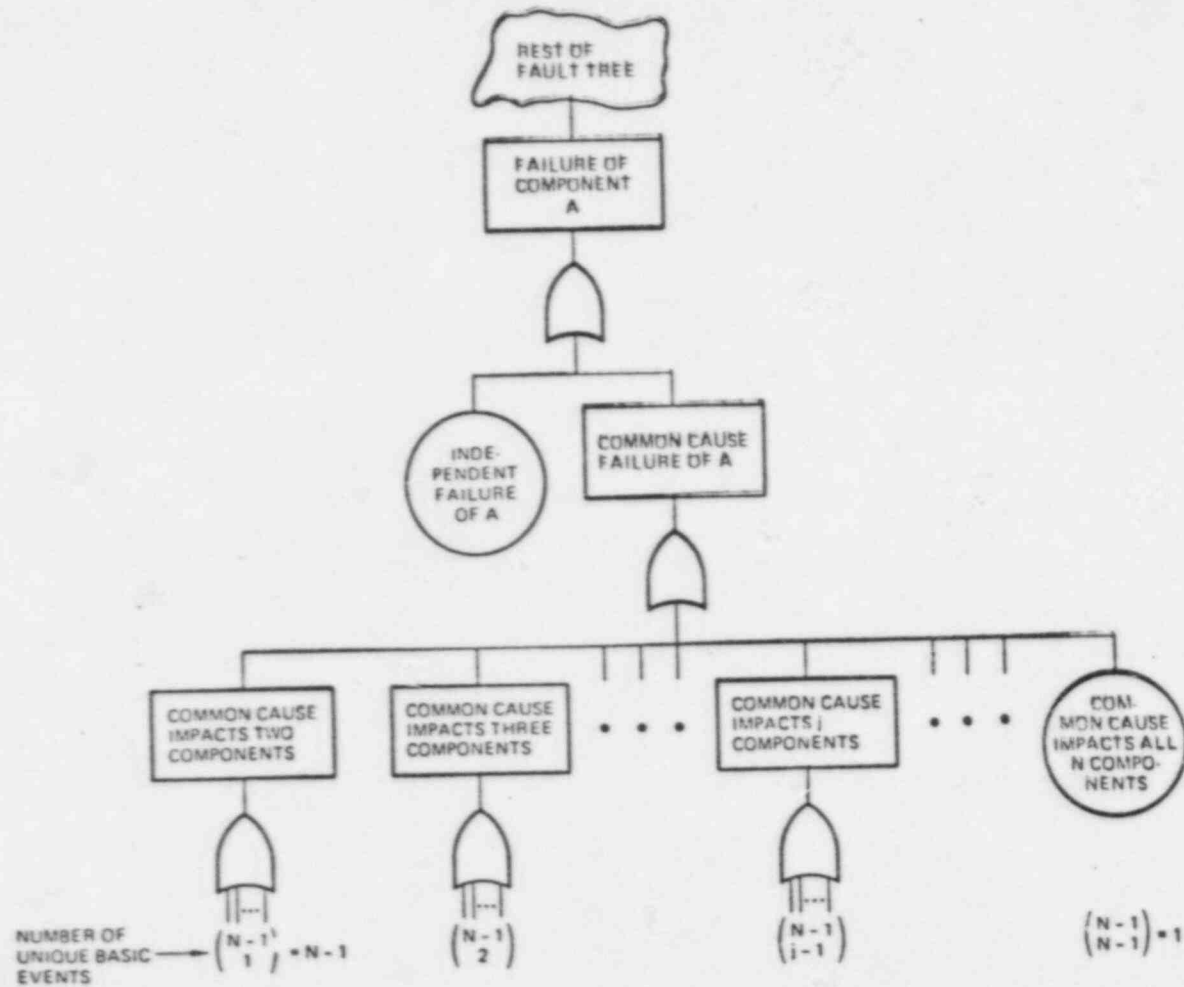 REST OF
FAULT TREE
FAILURE OF
COMPONENT
A
INDE-
PENDENT
FAILURE
OF A
COMMON CAUSE
FAILURE OF A
COMMON CAUSE
IMPACTS TWO
COMPONENTS
COMMON CAUSE
IMPACTS THREE
COMPONENTS
COMMON CAUSE
IMPACTS j
COMPONENTS
COM-
MON CAUSE
IMPACTS ALL
N COMPO-
NENTS
NUMBER OF
UNIQUE BASIC
EVENTS
(N - 1
1) = N - 1
(N - 1
2)
(N - 1
j - 1)
(N - 1
N - 1) = 1